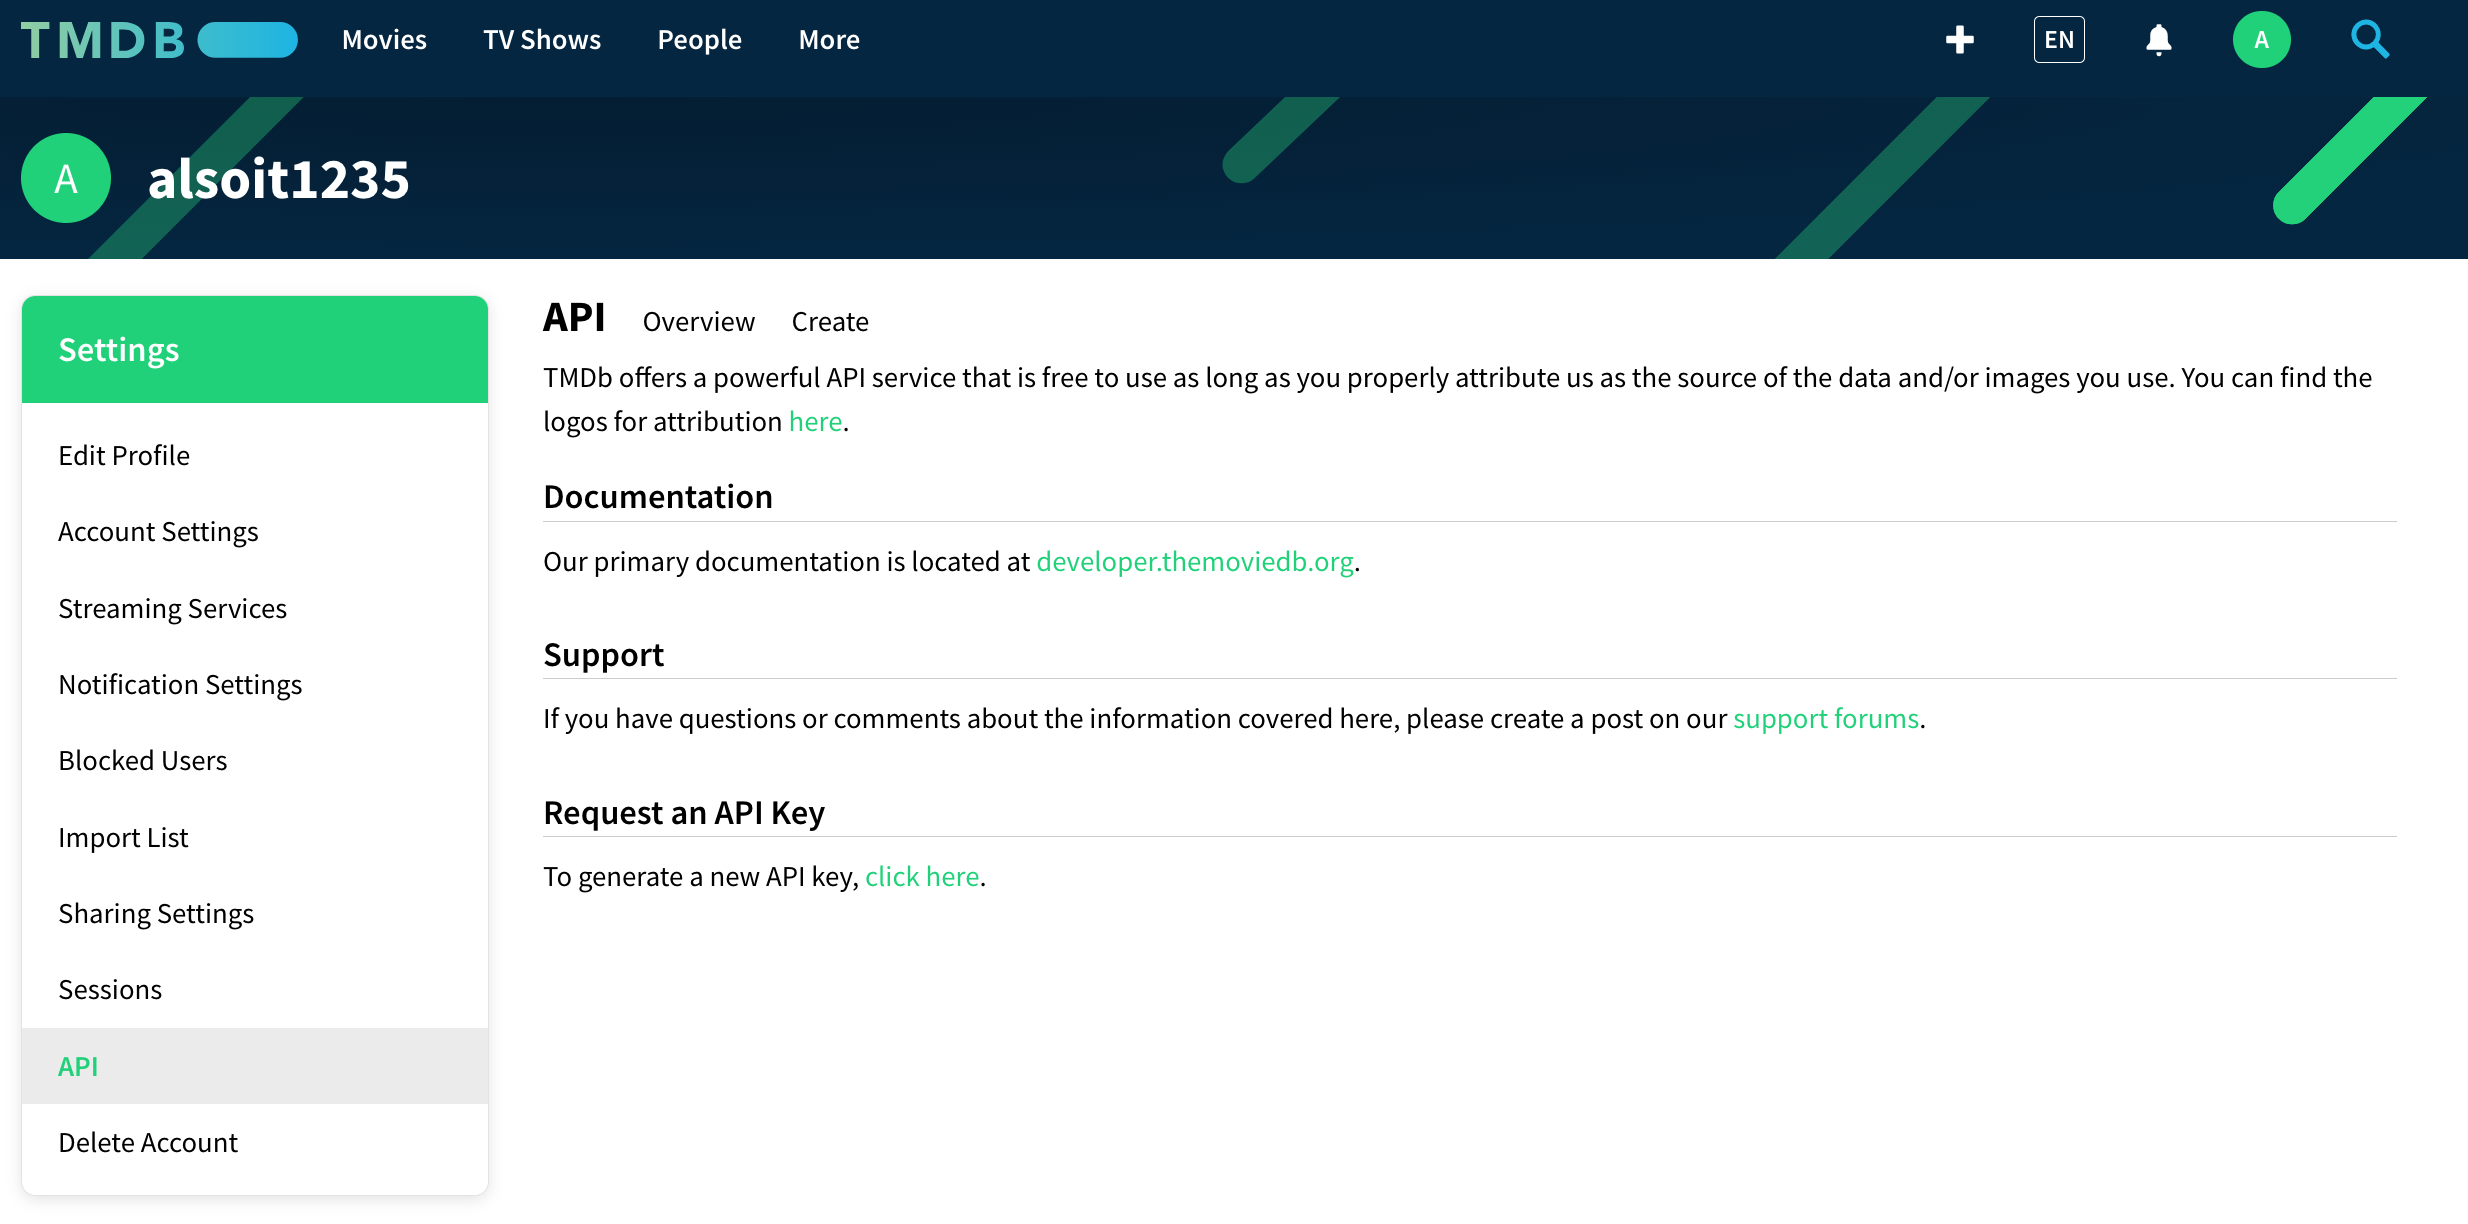 TMDB
Movies
TV Shows
People
More
EN
A
A
alsoit1235
Settings
Edit Profile
Account Settings
Streaming Services
Notification Settings
Blocked Users
Import List
Sharing Settings
Sessions
API
Delete Account
API
Overview
Create
TMDb offers a powerful API service that is free to use as long as you properly attribute us as the source of the data and/or images you use. You can find the
logos for attribution here.
Documentation
Our primary documentation is located at developer.themoviedb.org.
Support
If you have questions or comments about the information covered here, please create a post on our support forums.
Request an API Key
To generate a new API key, click here.